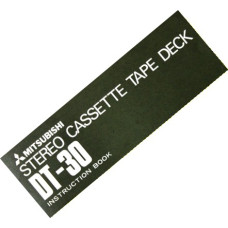 MITSUBISHI
STEREO CASSETTE TAPE DECK
DT-30
INSTRUCTION BOOK